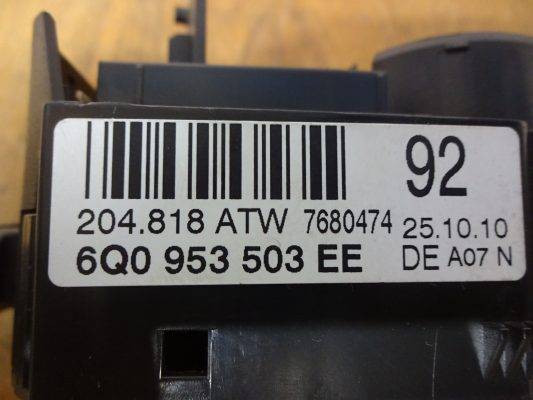 92
204.818 ATW 7680474 25.10.10
6Q0 953 503 EE DE A07 N